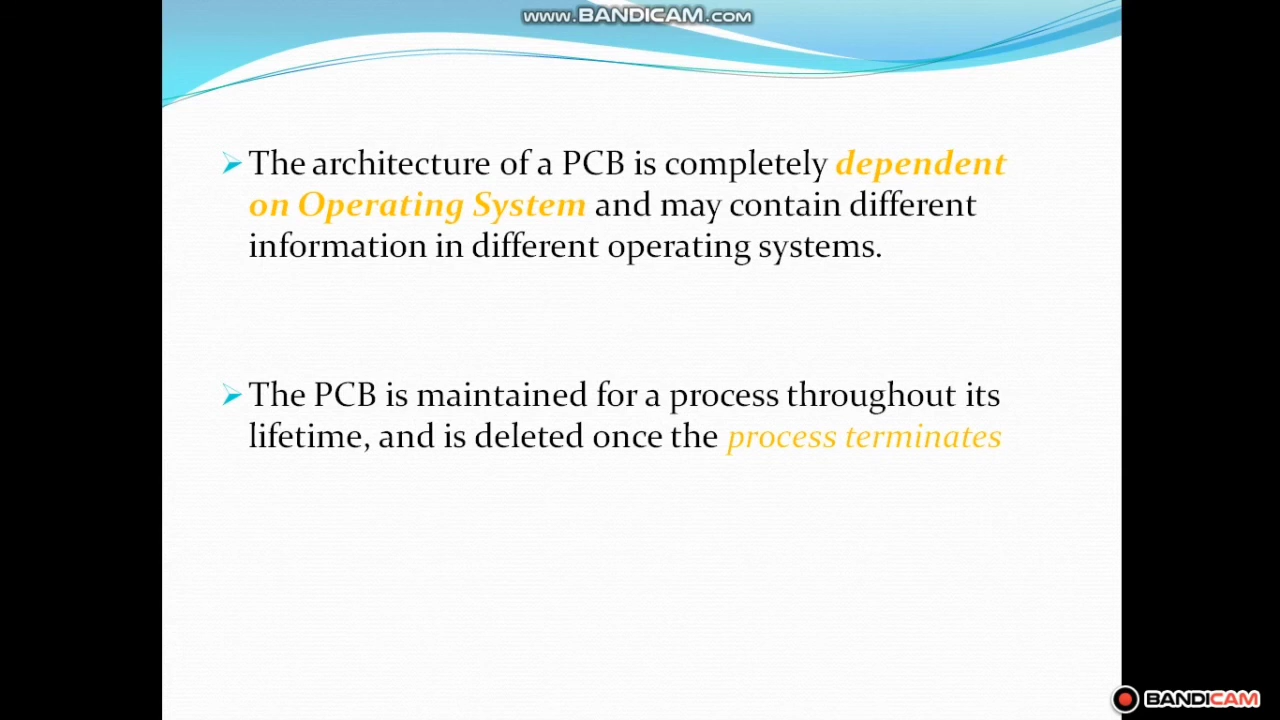 www.BANDICAM.com
The architecture of a PCB is completely dependent
on Operating System and may contain different
information in different operating systems.
The PCB is maintained for a process throughout its
lifetime, and is deleted once the process terminates
BANDICAM